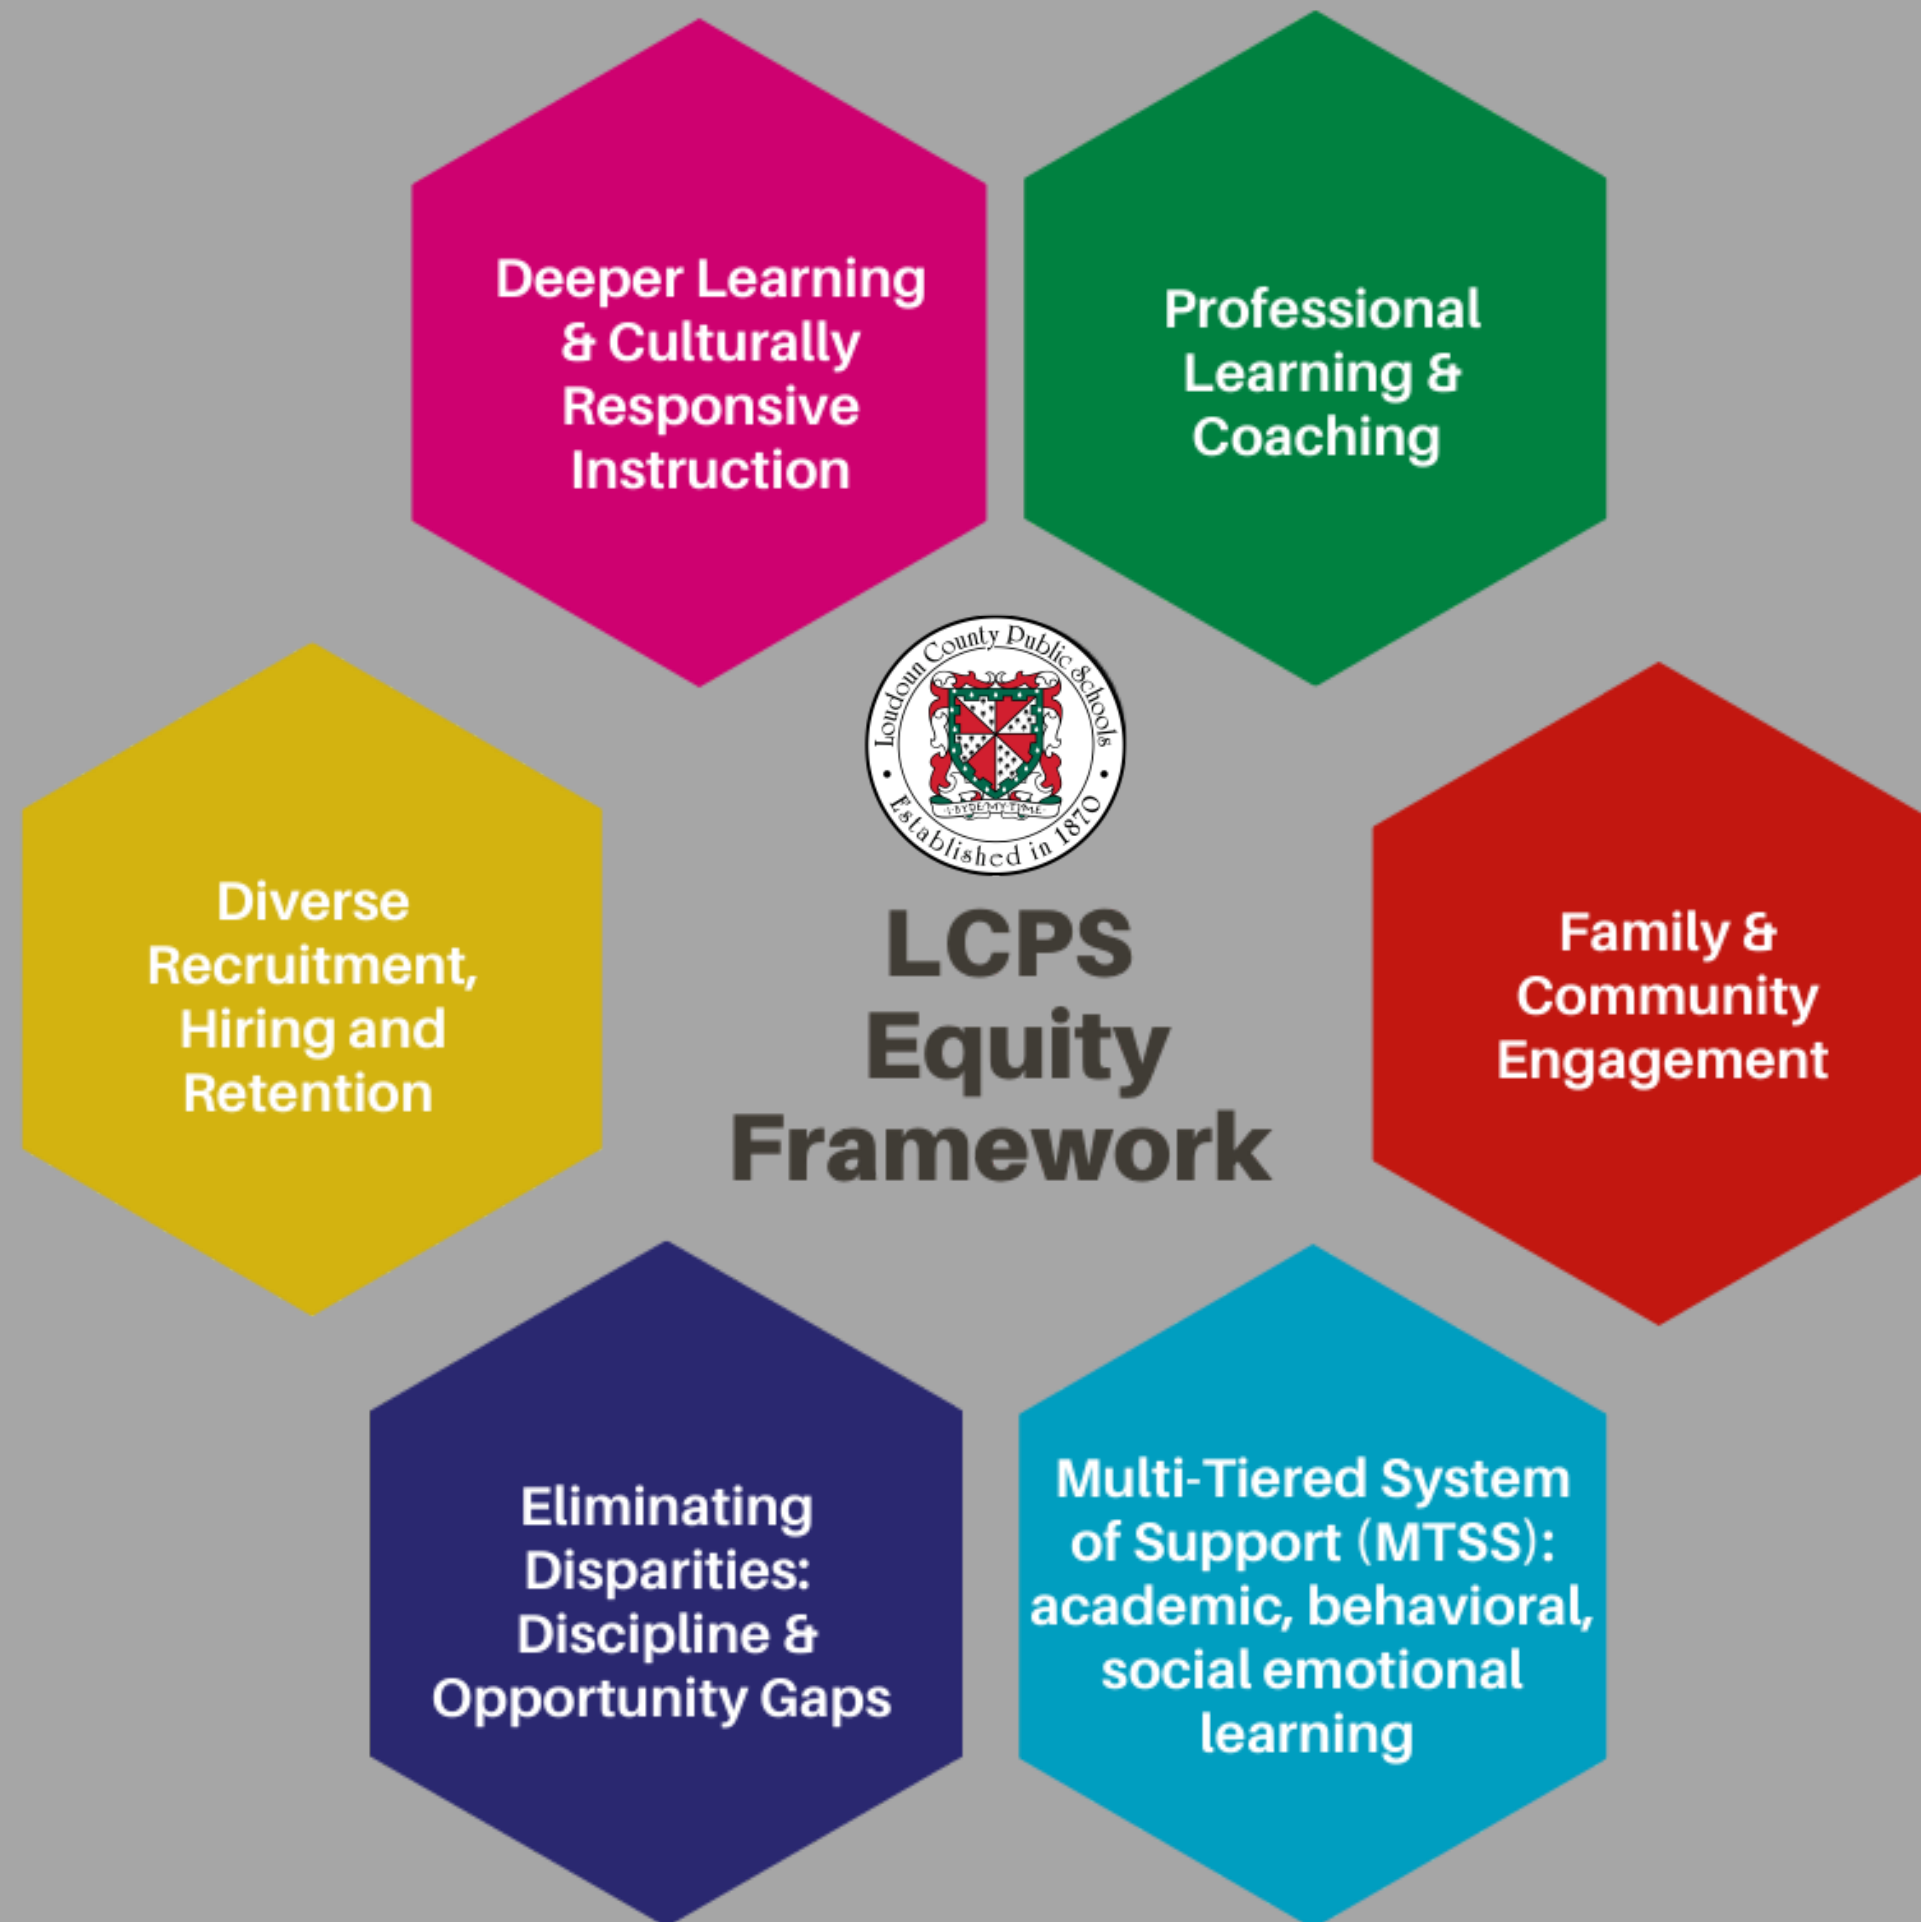 Deeper Learning
& Culturally
Responsive
Instruction
Professional
Learning &
Coaching
Loudoun County Public Schools
I·BYDE·MY·TIME
Established in 1870
LCPS
Equity
Framework
Diverse
Recruitment,
Hiring and
Retention
Family &
Community
Engagement
Eliminating
Disparities:
Discipline &
Opportunity Gaps
Multi-Tiered System
of Support (MTSS):
academic, behavioral,
social emotional
learning